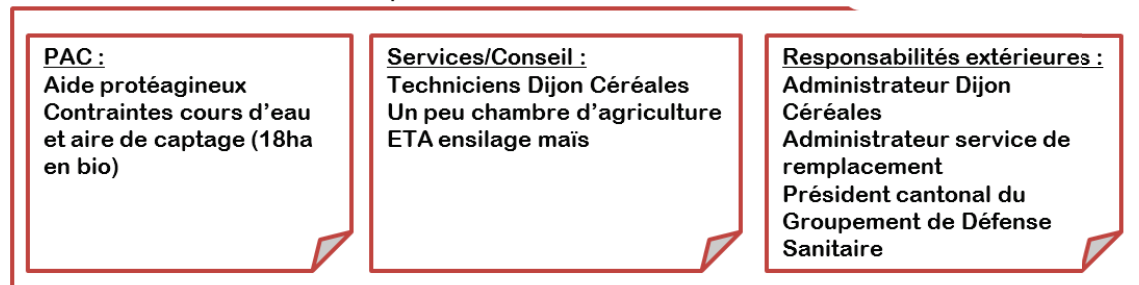 PAC :
Aide protéagineux
Contraintes cours d'eau
et aire de captage (18ha
en bio)
Services/Conseil :
Techniciens Dijon Céréales
Un peu chambre d'agriculture
ETA ensilage maïs
Responsabilités extérieures :
Administrateur Dijon
Céréales
Administrateur service de
remplacement
Président cantonal du
Groupement de Défense
Sanitaire